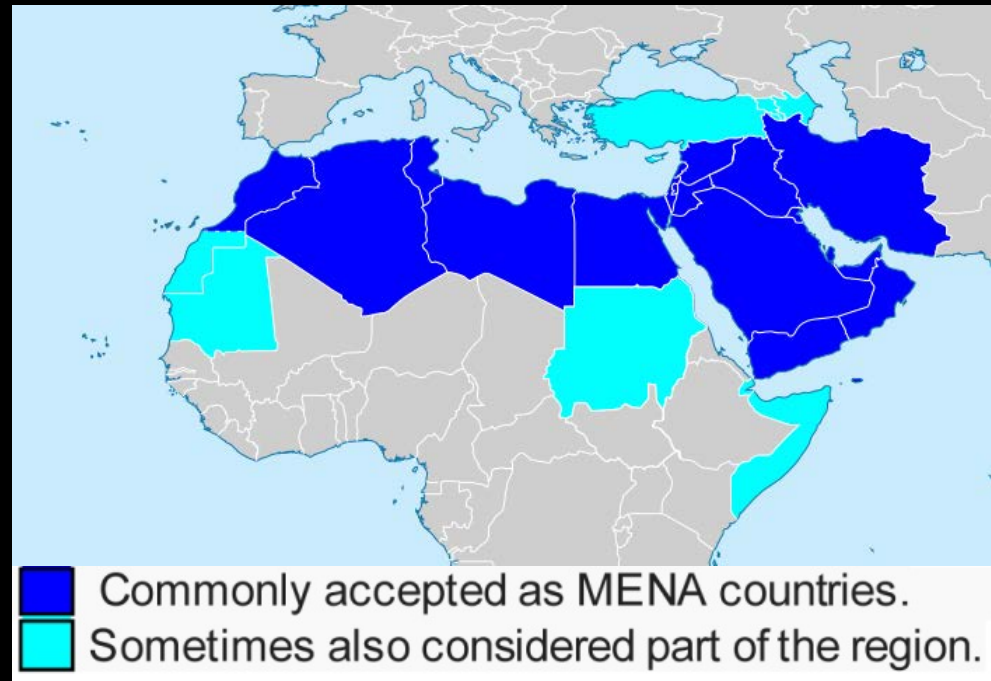 Commonly accepted as MENA countries.
Sometimes also considered part of the region.